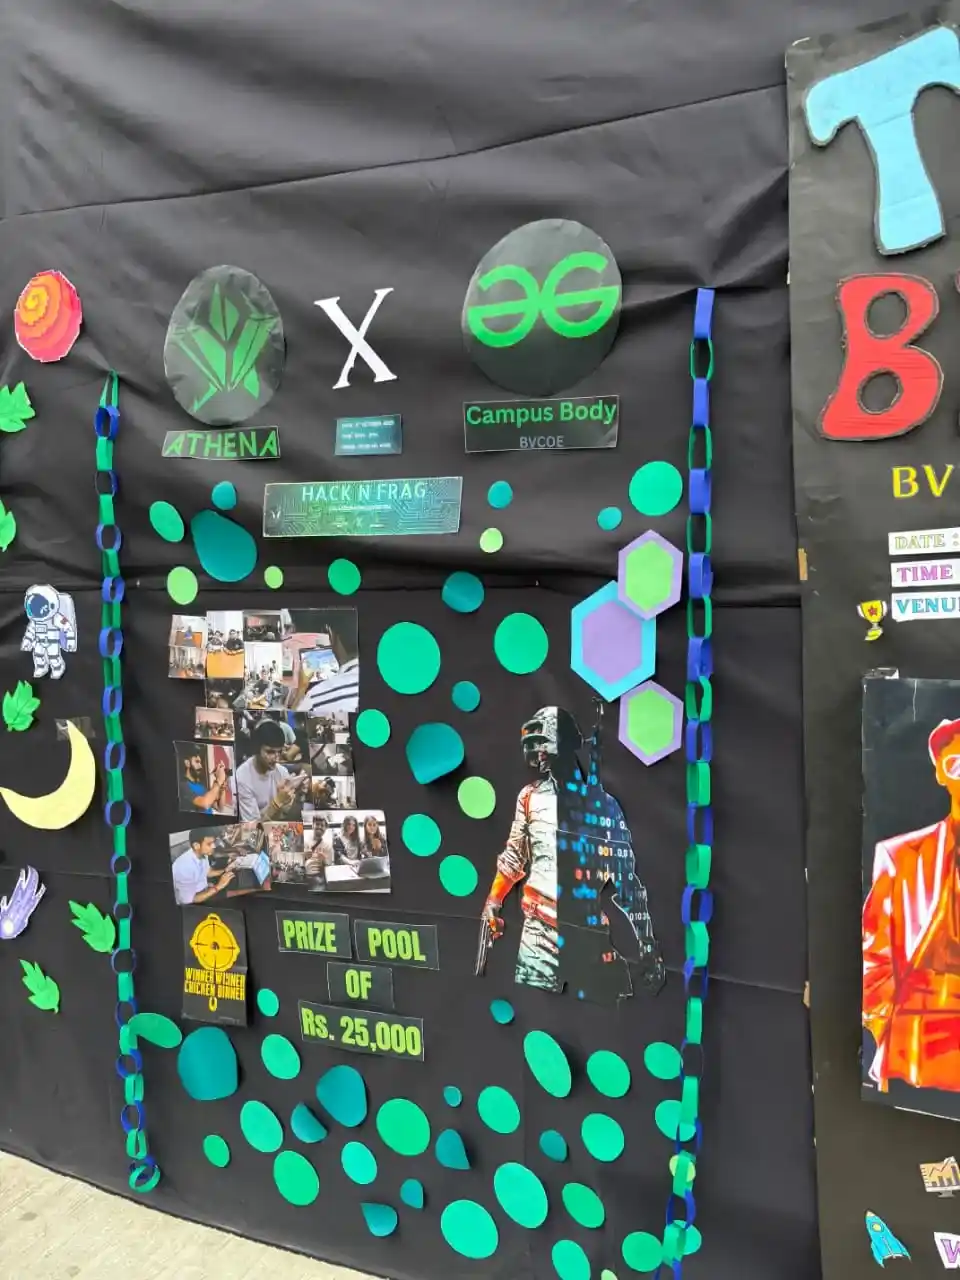 X
ATHENA
Campus Body
BVCOE
HACK N FRAG
X
PRIZE POOL
OF
Rs. 25,000
WINNER WINNER
CHICKEN DINNER
T
B
BV
DATE :
TIME
VENU